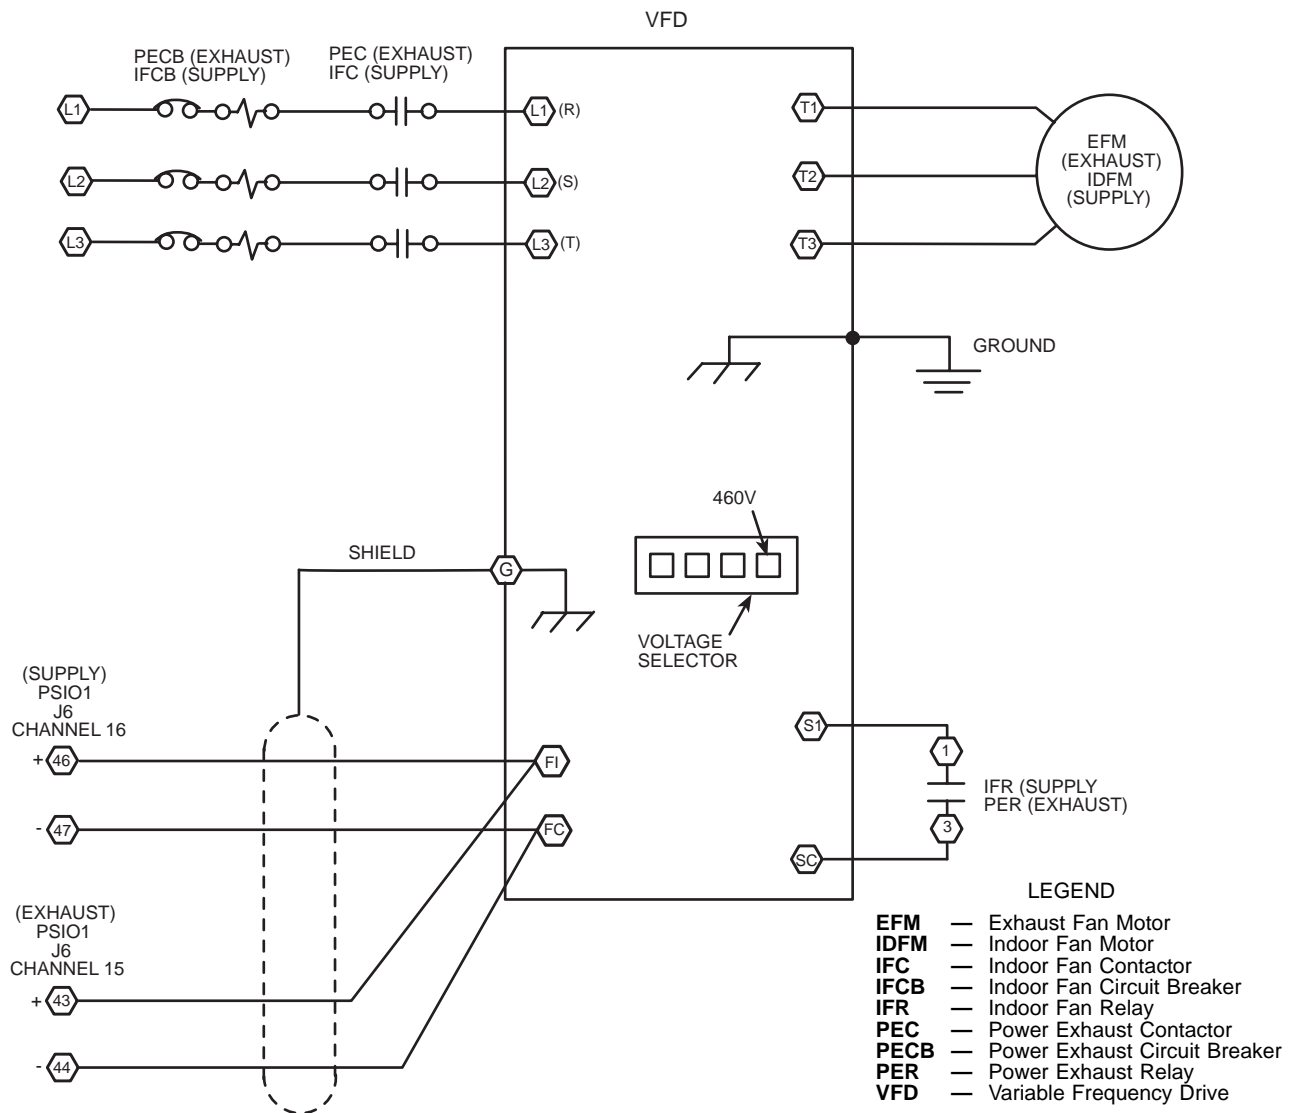 VFD
PECB (EXHAUST)
IFCB (SUPPLY)
PEC (EXHAUST)
IFC (SUPPLY)
L1
L1 (R)
T1
L2
L2 (S)
T2
L3
L3 (T)
T3
EFM
(EXHAUST)
IDFM
(SUPPLY)
GROUND
460V
SHIELD
G
VOLTAGE
SELECTOR
(SUPPLY)
PSIO1
J6
CHANNEL 16
+ 46
FI
- 47
FC
S1
1
IFR (SUPPLY
PER (EXHAUST)
3
SC
(EXHAUST)
PSIO1
J6
CHANNEL 15
+ 43
- 44
LEGEND
EFM — Exhaust Fan Motor
IDFM — Indoor Fan Motor
IFC — Indoor Fan Contactor
IFCB — Indoor Fan Circuit Breaker
IFR — Indoor Fan Relay
PEC — Power Exhaust Contactor
PECB — Power Exhaust Circuit Breaker
PER — Power Exhaust Relay
VFD — Variable Frequency Drive